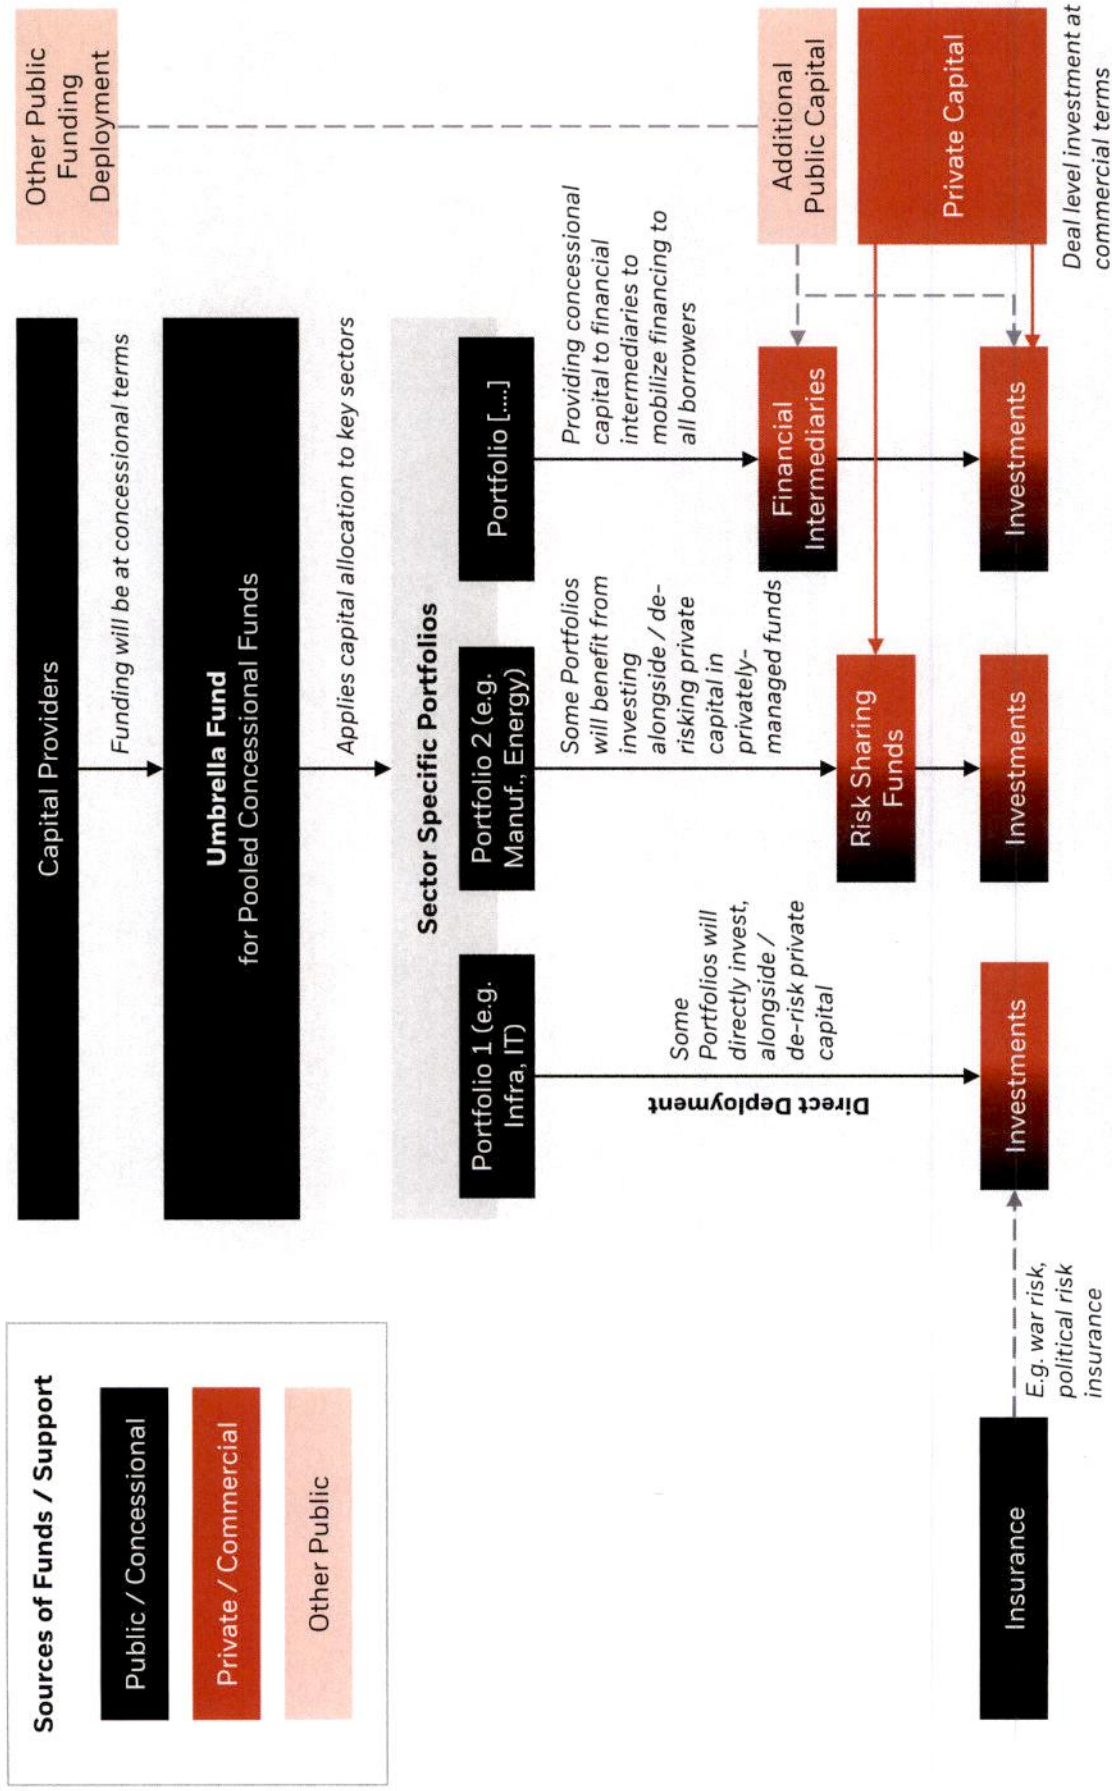 Sources of Funds / Support
Public / Concessional
Private / Commercial
Other Public
Capital Providers
Other Public
Funding
Deployment
Funding will be at concessional terms
Umbrella Fund
for Pooled Concessional Funds
Applies capital allocation to key sectors
Sector Specific Portfolios
Portfolio 1 (e.g.
Infra, IT)
Portfolio 2 (e.g.
Manuf., Energy)
Portfolio [....]
Direct Deployment
Some
Portfolios will
directly invest,
alongside /
de-risk private
capital
Some Portfolios
will benefit from
investing
alongside / de-
risking private
capital in
privately-
managed funds
Providing concessional
capital to financial
intermediaries to
mobilize financing to
all borrowers
Risk Sharing
Funds
Financial
Intermediaries
Additional
Public Capital
Private Capital
Insurance
E.g. war risk,
political risk
insurance
Investments
Investments
Investments
Deal level investment at
commercial terms